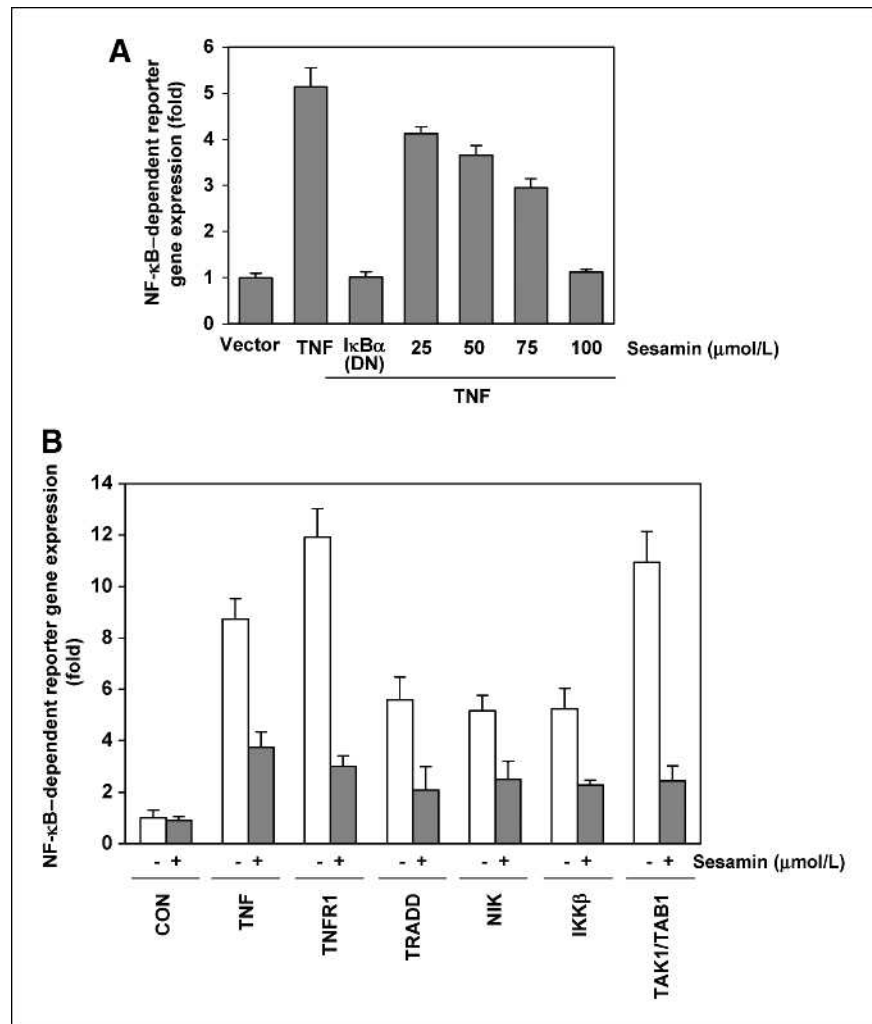 A
NF-κB–dependent reporter
gene expression (fold)
6
5
4
3
2
1
0
Vector TNF IκBα (DN) 25 50 75 100 Sesamin (μmol/L)
TNF
B
NF-κB–dependent reporter gene expression
(fold)
14
12
10
8
6
4
2
0
- + - + - + - + - + - + - + Sesamin (μmol/L)
CON
TNF
TNFR1
TRADD
NIK
IKKβ
TAK1/TAB1